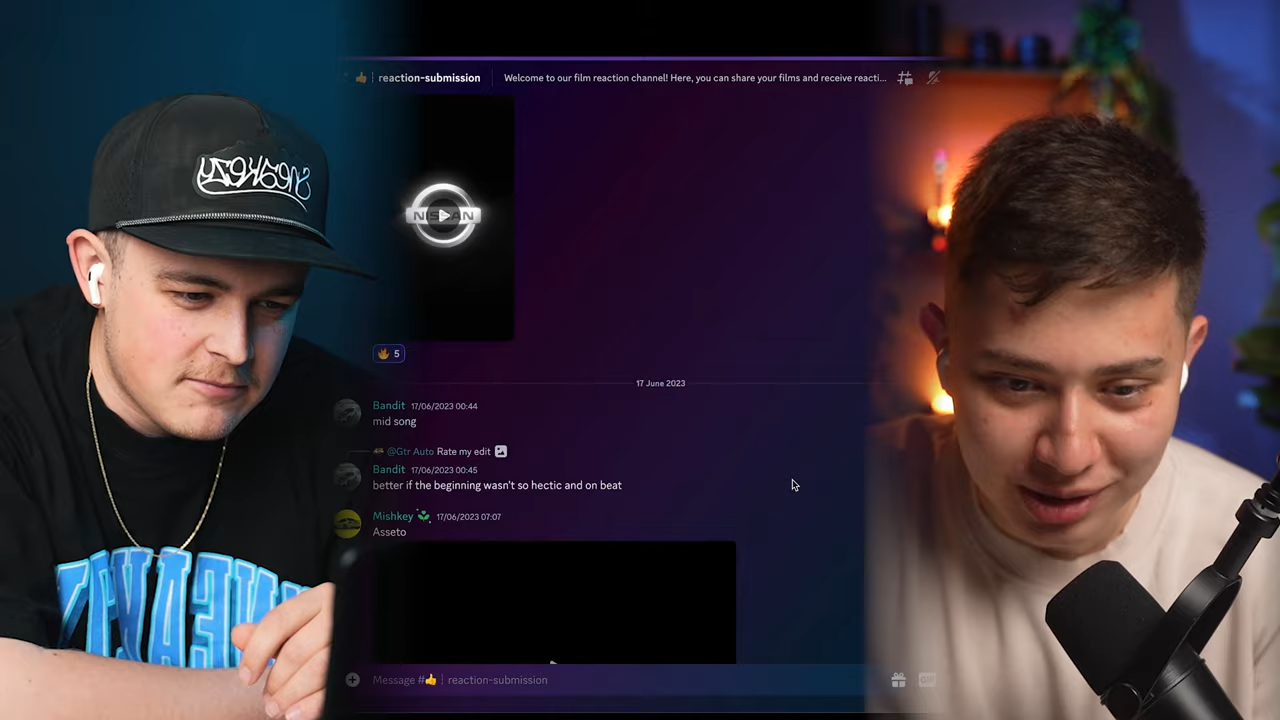 👍 | reaction-submission
Welcome to our film reaction channel! Here, you can share your films and receive reacti...
NISSAN
🔥 5
17 June 2023
Bandit 17/06/2023 00:44
mid song
@Gtr Auto Rate my edit
Bandit 17/06/2023 00:45
better if the beginning wasn't so hectic and on beat
Mishkey 17/06/2023 07:07
Asseto
Message #👍 | reaction-submission
GIF